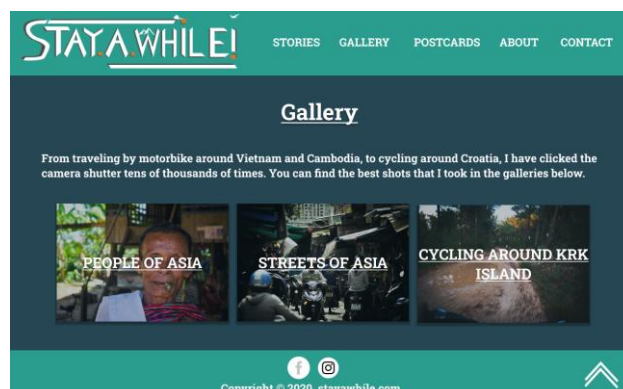 STAY.A.WHILE!
STORIES GALLERY POSTCARDS ABOUT CONTACT
Gallery
From traveling by motorbike around Vietnam and Cambodia, to cycling around Croatia, I have clicked the
camera shutter tens of thousands of times. You can find the best shots that I took in the galleries below.
PEOPLE OF ASIA
STREETS OF ASIA
CYCLING AROUND KRK
ISLAND
Copyright © 2020, stayawhile.com